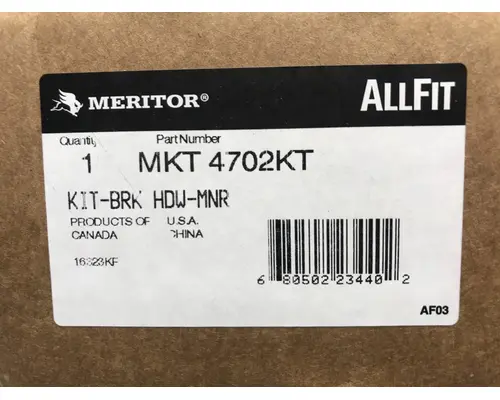 MERITOR® ALLFIT
Quantity Part Number
1 MKT 4702KT
KIT-BRK HDW-MNR
PRODUCTS OF U.S.A.
CANADA CHINA
6 80502 23440 2
AF03